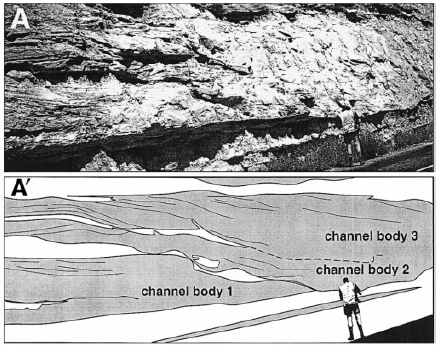 A
A'
channel body 3
channel body 2
channel body 1